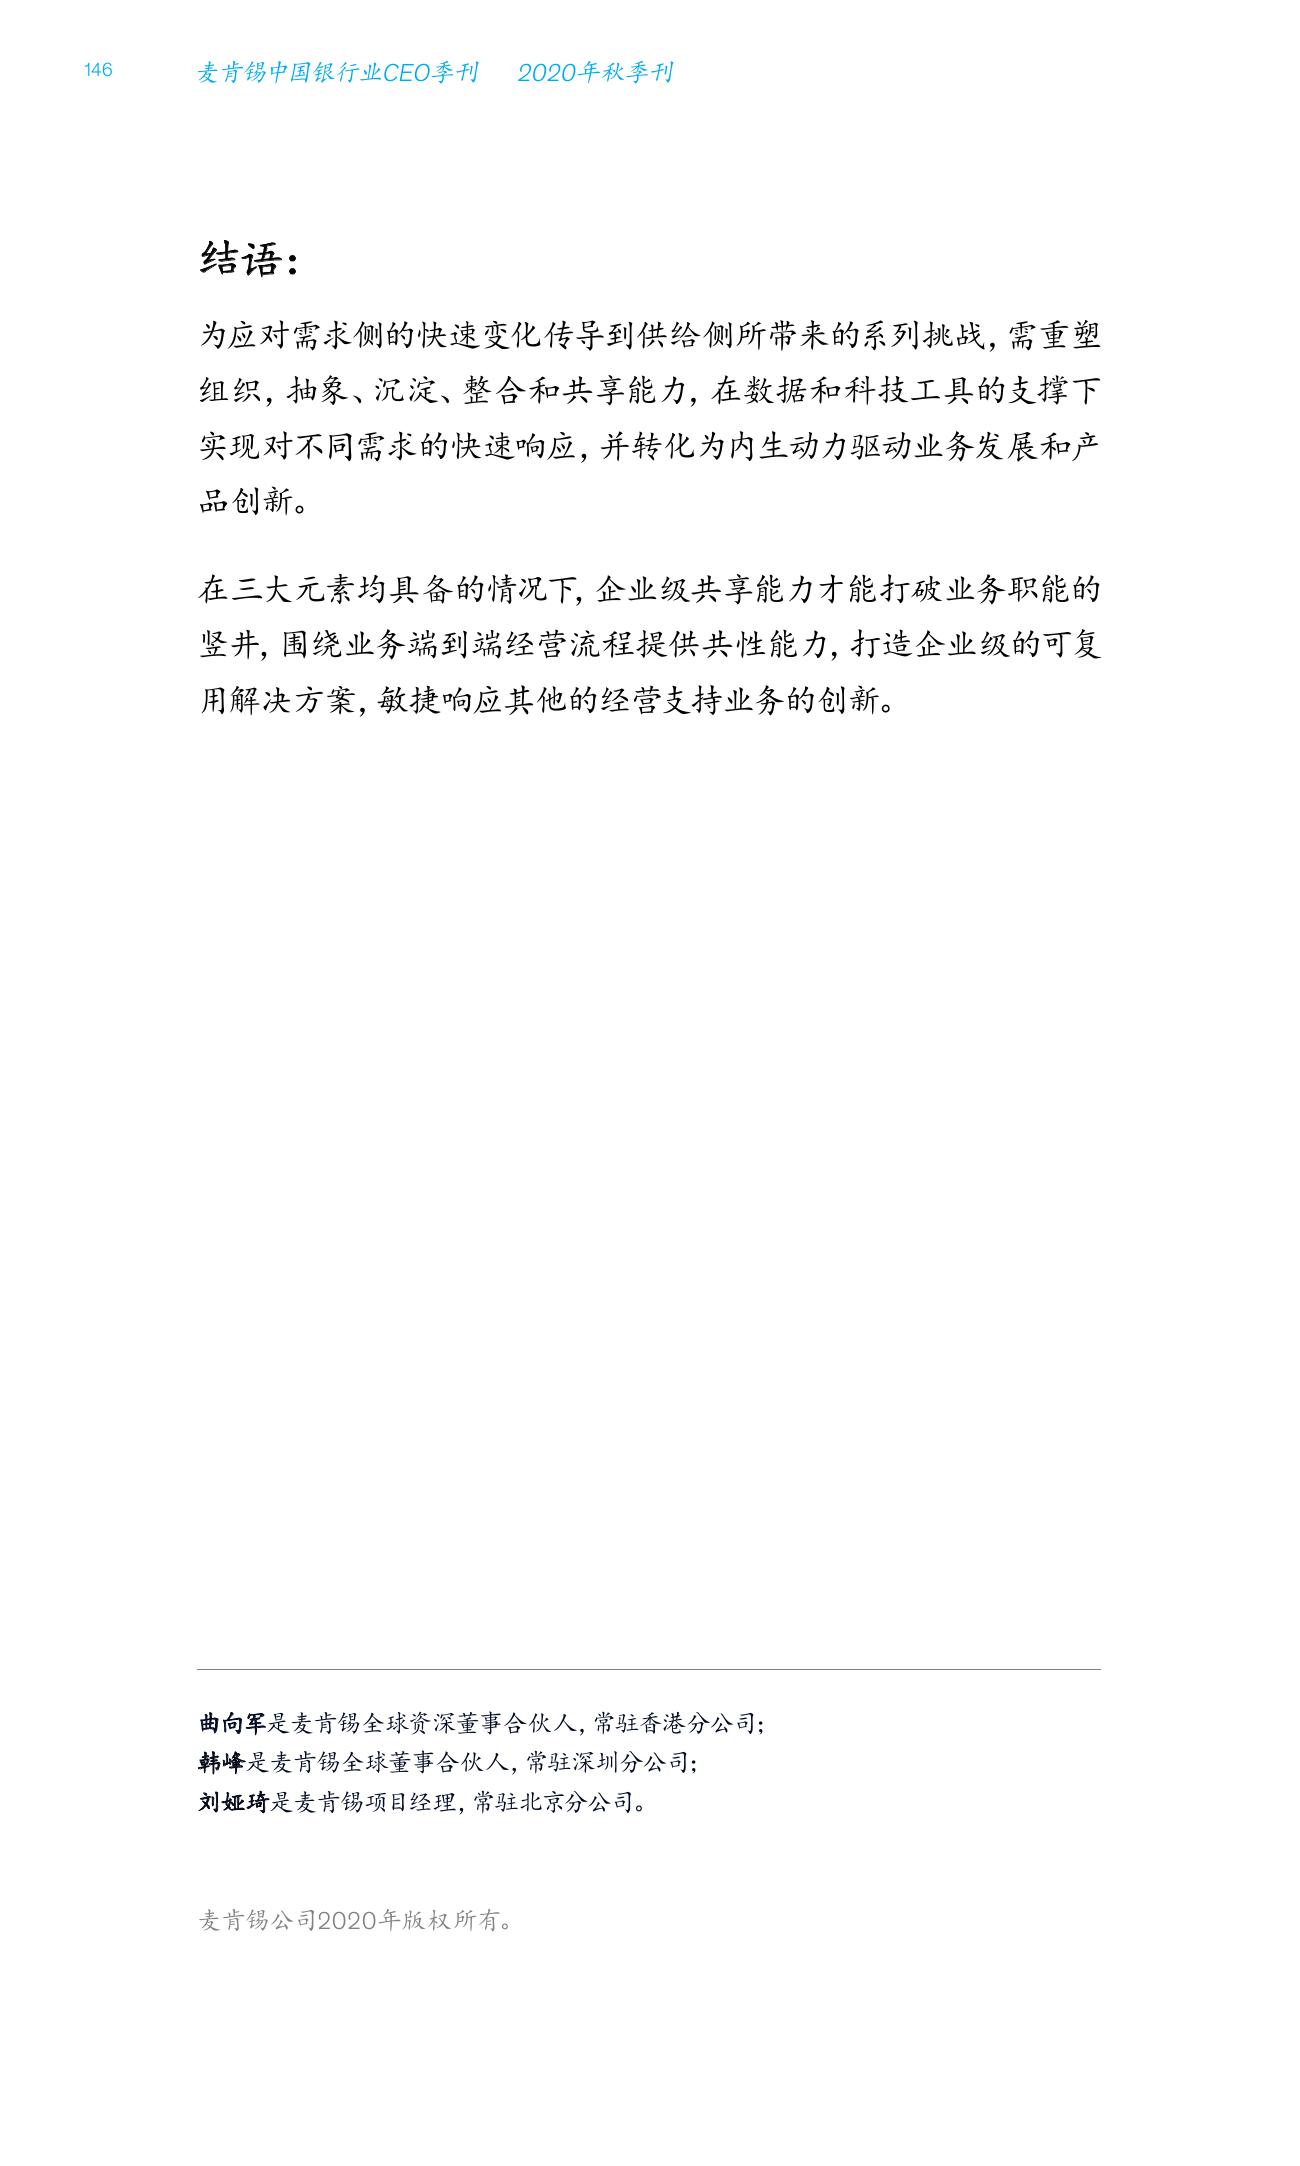 146 麦肯锡中国银行业CEO季刊 2020年秋季刊
结语：
为应对需求侧的快速变化传导到供给侧所带来的系列挑战，需重塑
组织，抽象、沉淀、整合和共享能力，在数据和科技工具的支撑下
实现对不同需求的快速响应，并转化为内生动力驱动业务发展和产
品创新。
在三大元素均具备的情况下，企业级共享能力才能打破业务职能的
竖井，围绕业务端到端经营流程提供共性能力，打造企业级的可复
用解决方案，敏捷响应其他的经营支持业务的创新。
曲向军是麦肯锡全球资深董事合伙人，常驻香港分公司；
韩峰是麦肯锡全球董事合伙人，常驻深圳分公司；
刘娅琦是麦肯锡项目经理，常驻北京分公司。
麦肯锡公司2020年版权所有。